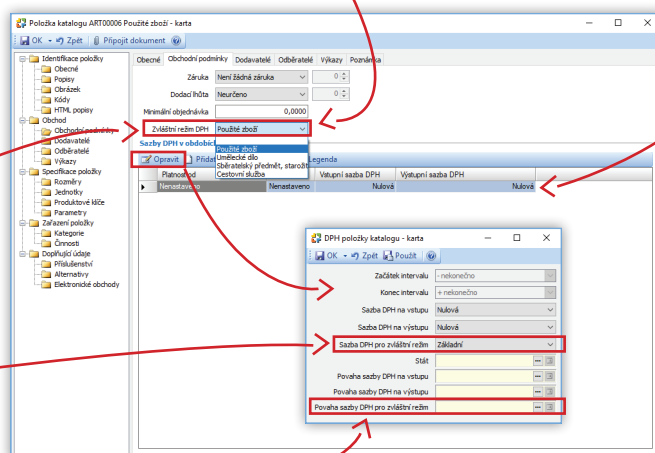 Položka katalogu ART00006 Použité zboží - karta
OK Zpět Připojit dokument
Identifikace položky
Obecné
Popisy
Obrázek
Kódy
HTML popisy
Obchod
Obchodní podmínky
Dodavatelé
Odběratelé
Výkazy
Specifikace položky
Rozměry
Jednotky
Produktové klíče
Parametry
Zařazení položky
Kategorie
Činnosti
Doplňující údaje
Příslušenství
Alternativy
Elektronické obchody
Obecné Obchodní podmínky Dodavatelé Odběratelé Výkazy Poznámka
Záruka Není žádná záruka 0
Dodací lhůta Neurčeno 0
Minimální objednávka 0,0000
Zvláštní režim DPH Použité zboží
Použité zboží
Umělecké dílo
Sběratelský předmět, starožit
Cestovní služba
Sazby DPH v obdobích
Opravit Přidat Legenda
Platnost od Vstupní sazba DPH Výstupní sazba DPH
Nenastaveno Nenastaveno Nulová Nulová
DPH položky katalogu - karta
OK Zpět Použít
Začátek intervalu - nekonečno
Konec intervalu + nekonečno
Sazba DPH na vstupu Nulová
Sazba DPH na výstupu Nulová
Sazba DPH pro zvláštní režim Základní
Stát
Povaha sazby DPH na vstupu
Povaha sazby DPH na výstupu
Povaha sazby DPH pro zvláštní režim